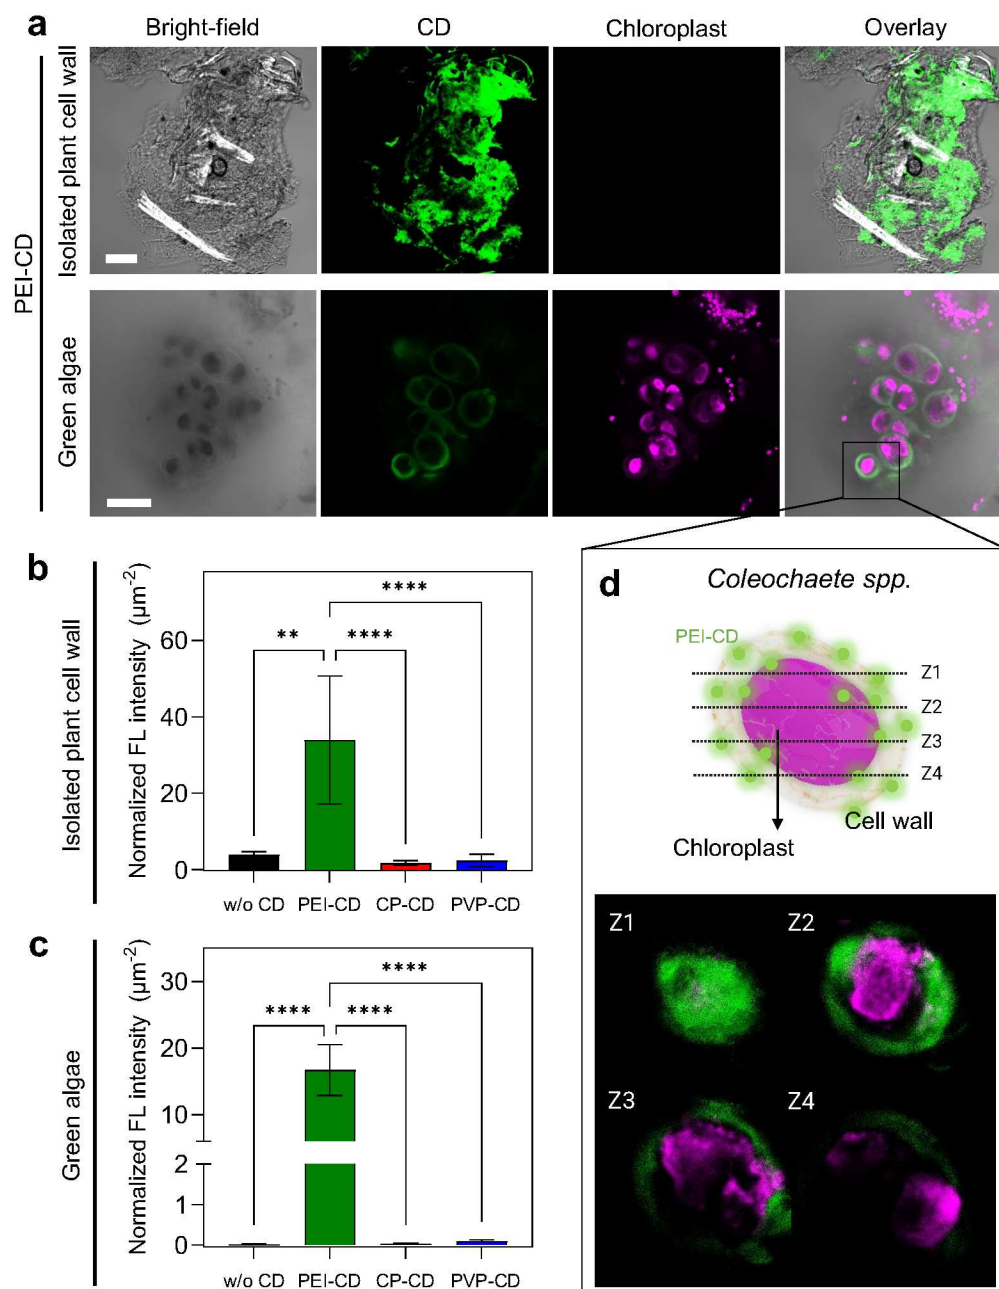 a
Bright-field
CD
Chloroplast
Overlay
PEI-CD
Isolated plant cell wall
Green algae
b
Isolated plant cell wall
Normalized FL intensity (µm⁻²)
60
40
20
0
**
****
****
w/o CD
PEI-CD
CP-CD
PVP-CD
c
Green algae
Normalized FL intensity (µm⁻²)
30
20
10
2
1
0
****
****
****
w/o CD
PEI-CD
CP-CD
PVP-CD
d
Coleochaete spp.
PEI-CD
Z1
Z2
Z3
Z4
Cell wall
Chloroplast
Z1
Z2
Z3
Z4